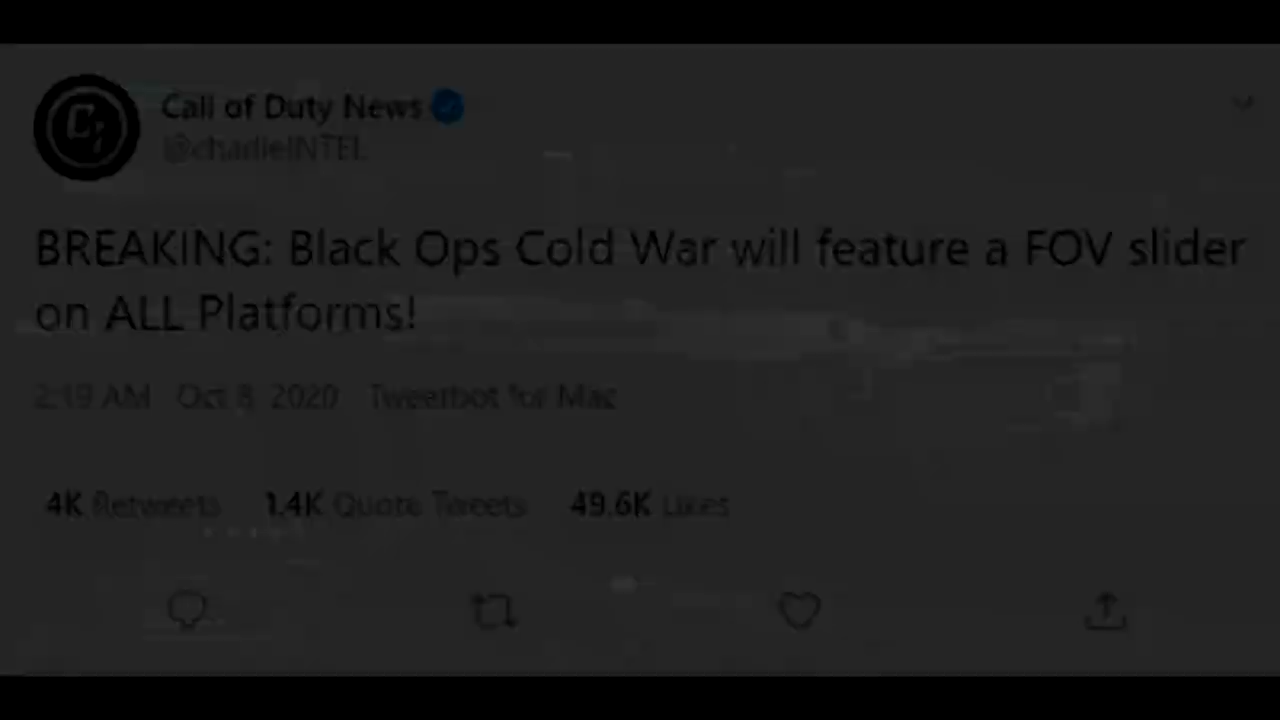 Call of Duty News
@charlieINTEL
BREAKING: Black Ops Cold War will feature a FOV slider
on ALL Platforms!
2:19 AM Oct 8, 2020 Tweetbot for Mac
4K Retweets 1.4K Quote Tweets 49.6K Likes